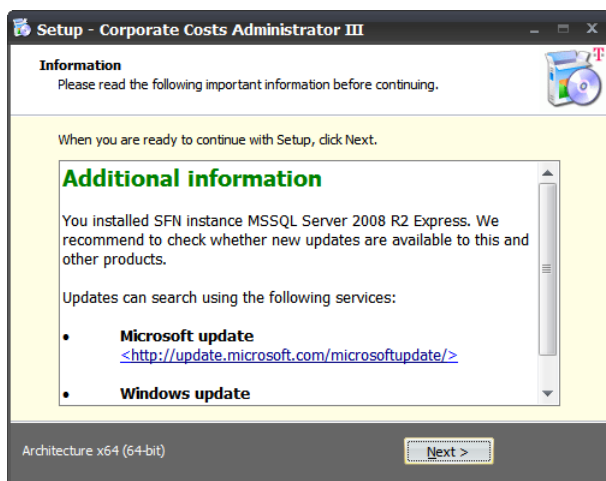 Setup - Corporate Costs Administrator III
Information
Please read the following important information before continuing.
T
When you are ready to continue with Setup, click Next.
Additional information
You installed SFN instance MSSQL Server 2008 R2 Express. We
recommend to check whether new updates are available to this and
other products.
Updates can search using the following services:
• Microsoft update
<http://update.microsoft.com/microsoftupdate/>
• Windows update
Architecture x64 (64-bit)
Next >